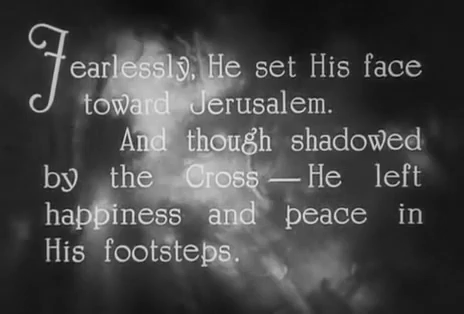 Fearlessly, He set His face
toward Jerusalem.
And though shadowed
by the Cross — He left
happiness and peace in
His footsteps.